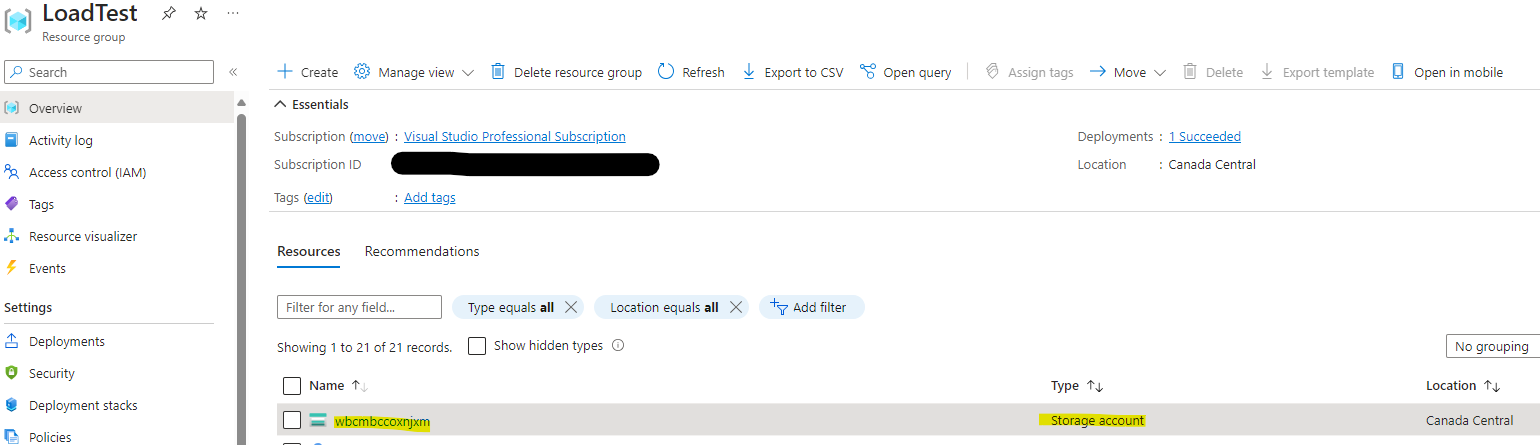 LoadTest
Resource group
Search
Create Manage view Delete resource group Refresh Export to CSV Open query Assign tags Move Delete Export template Open in mobile
Overview
Activity log
Access control (IAM)
Tags
Resource visualizer
Events
Settings
Deployments
Security
Deployment stacks
Policies
Essentials
Subscription (move) : Visual Studio Professional Subscription
Subscription ID
Tags (edit) : Add tags
Deployments : 1 Succeeded
Location : Canada Central
Resources Recommendations
Filter for any field... Type equals all Location equals all Add filter
Showing 1 to 21 of 21 records. Show hidden types
No grouping
Name Type Location
wbcmbccoxnjxm Storage account Canada Central